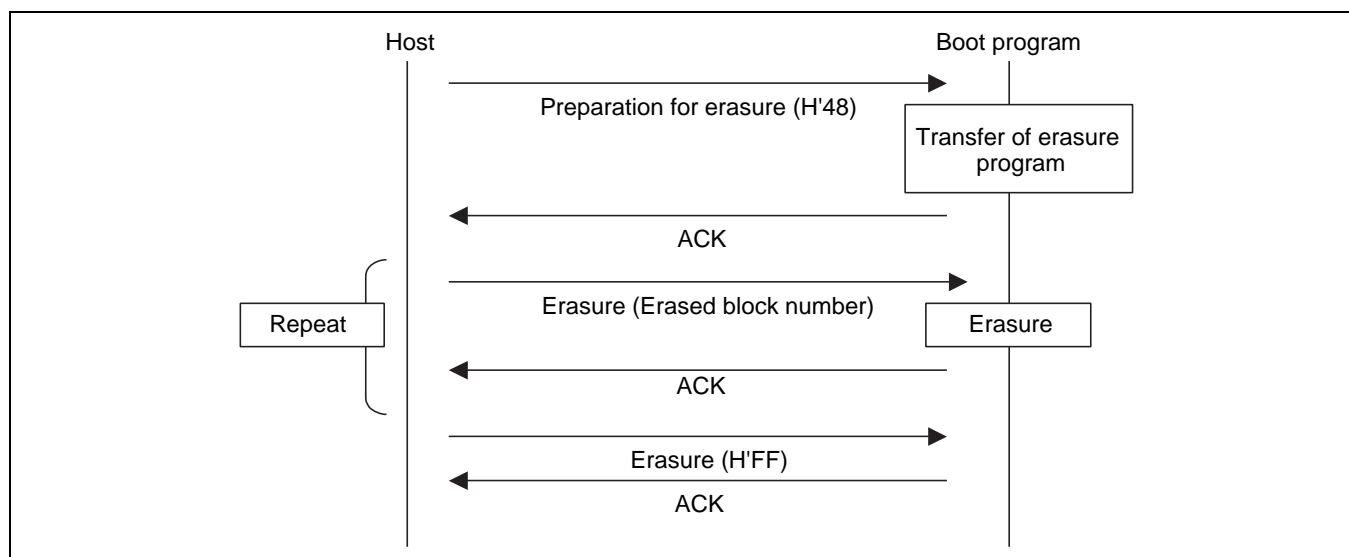 Host
Boot program
Preparation for erasure (H'48)
Transfer of erasure
program
ACK
Erasure (Erased block number)
Repeat
Erasure
ACK
Erasure (H'FF)
ACK